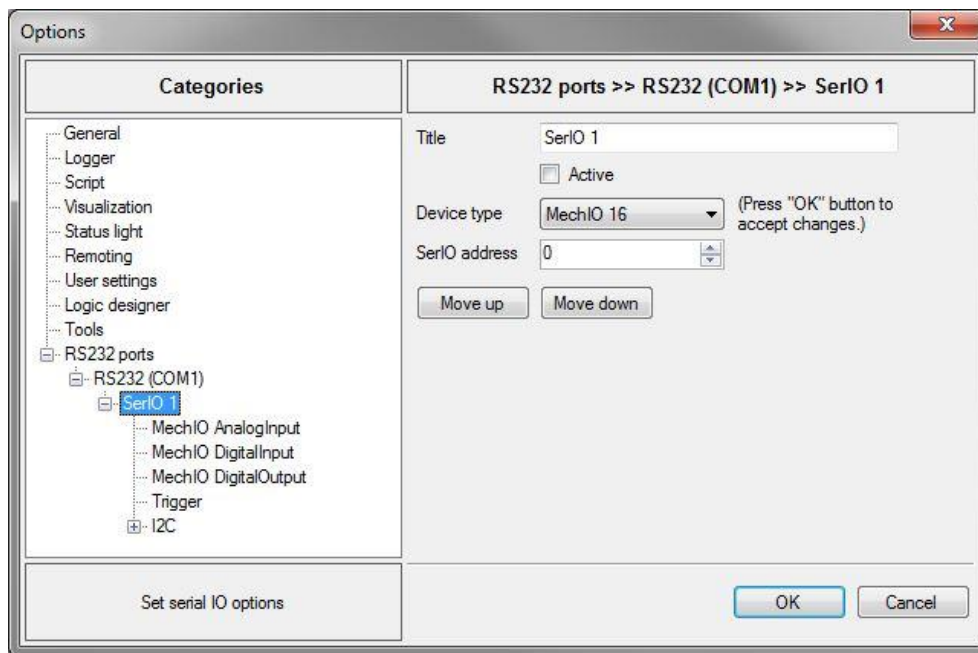 Options
Categories
RS232 ports >> RS232 (COM1) >> SerIO 1
General
Logger
Script
Visualization
Status light
Remoting
User settings
Logic designer
Tools
RS232 ports
RS232 (COM1)
SerIO 1
MechIO AnalogInput
MechIO DigitalInput
MechIO DigitalOutput
Trigger
I2C
Set serial IO options
Title SerIO 1
Active
Device type MechIO 16 (Press "OK" button to
accept changes.)
SerIO address 0
Move up Move down
OK Cancel